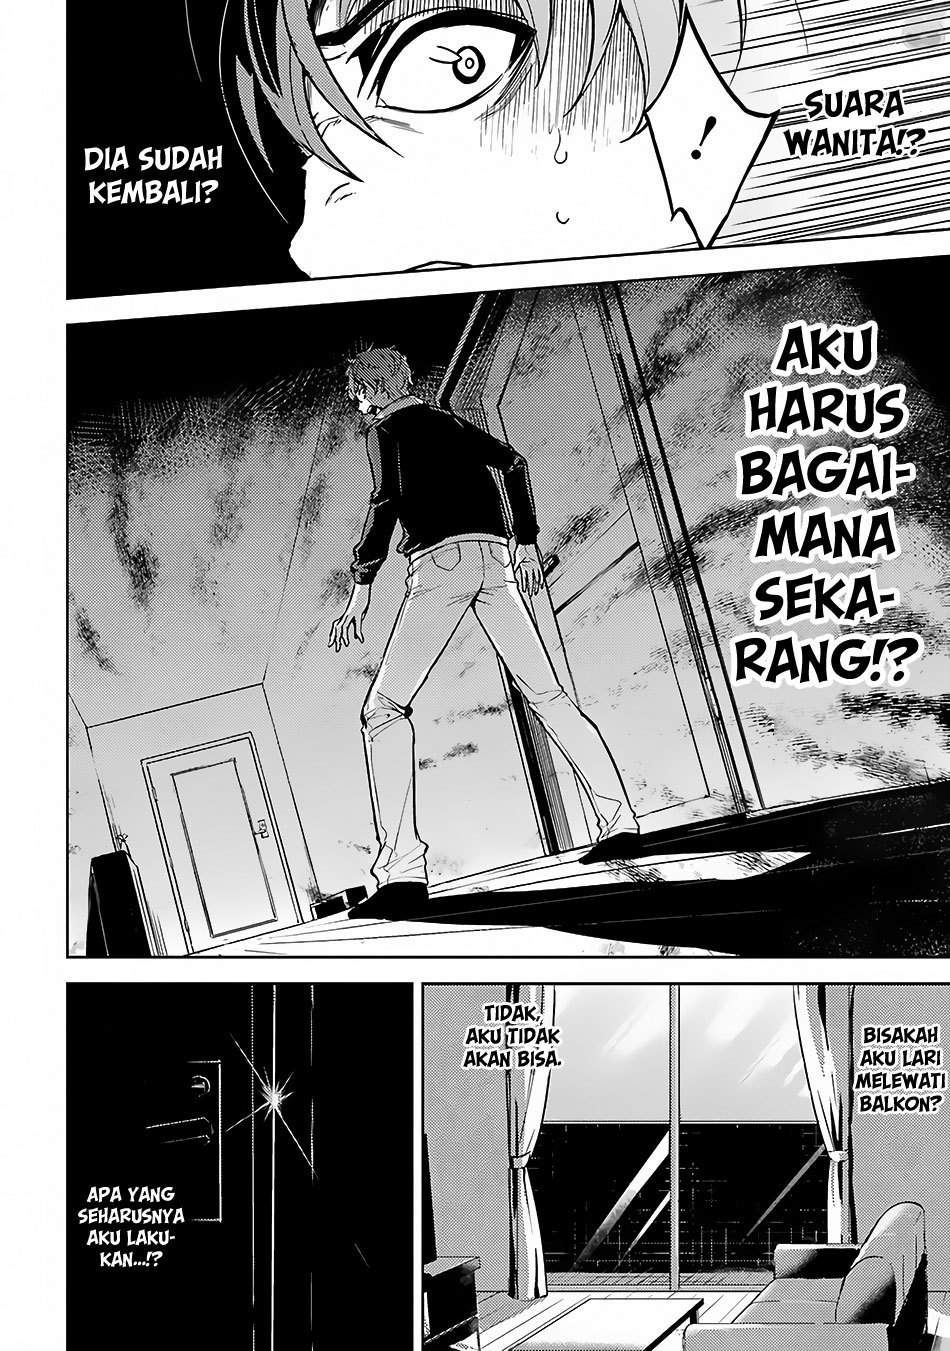 SUARA
WANITA!?
!
DIA SUDAH
KEMBALI?
AKU
HARUS
BAGAI-
MANA
SEKA-
RANG!?
BISAKAH
AKU LARI
MELEWATI
BALKON?
TIDAK,
AKU TIDAK
AKAN BISA.
APA YANG
SEHARUSNYA
AKU LAKU-
KAN...!?